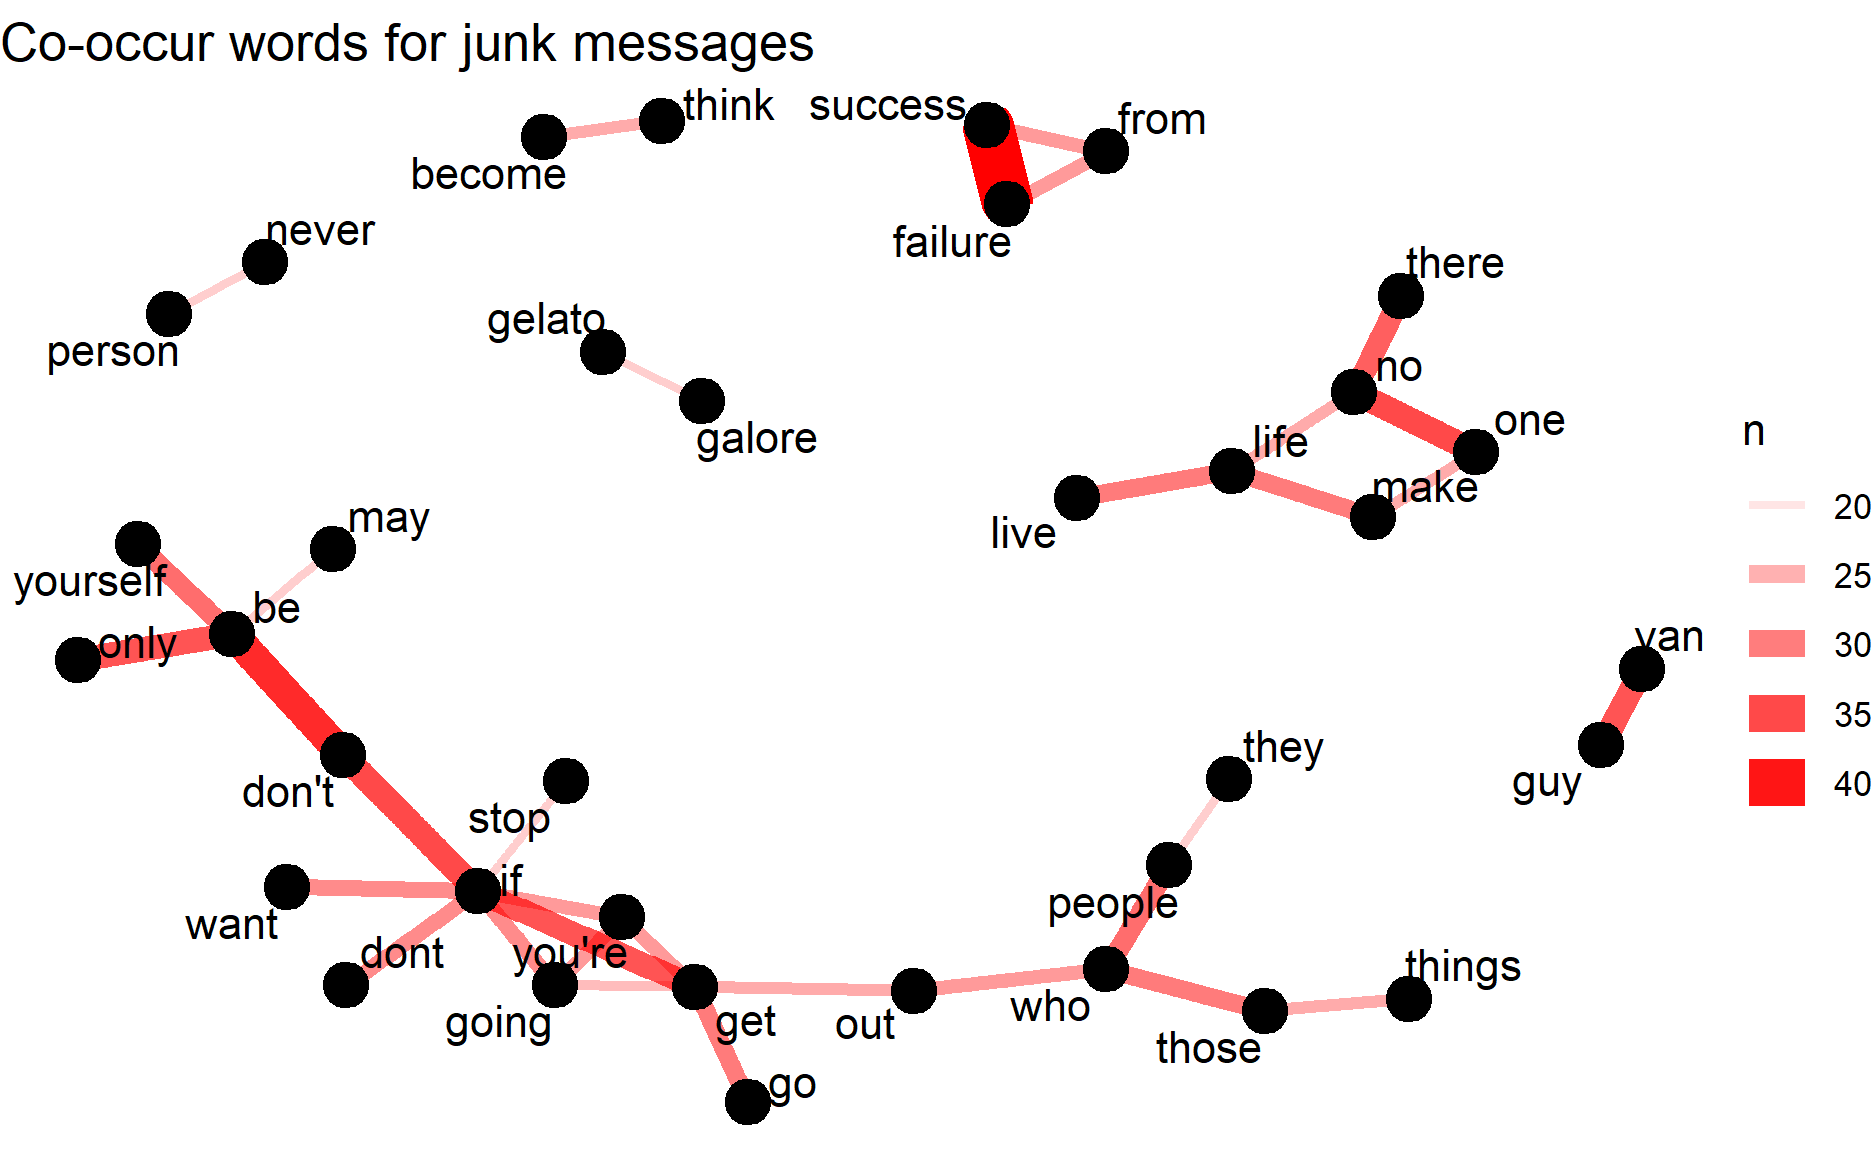 Co-occur words for junk messages
think
success
from
become
never
failure
there
gelato
person
no
one
life
n
galore
make
may
20
live
yourself
25
be
only
van
30
they
35
don't
guy
40
stop
if
people
want
dont
you're
things
going
get
out
who
those
go